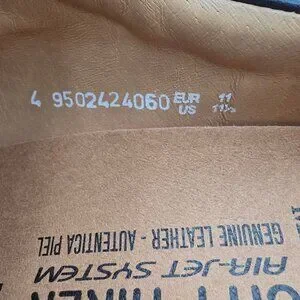 4 9502424060 EUR 11
US 11½
GENUINE LEATHER - AUTENTICA PIEL
AIR-JET SYSTEM